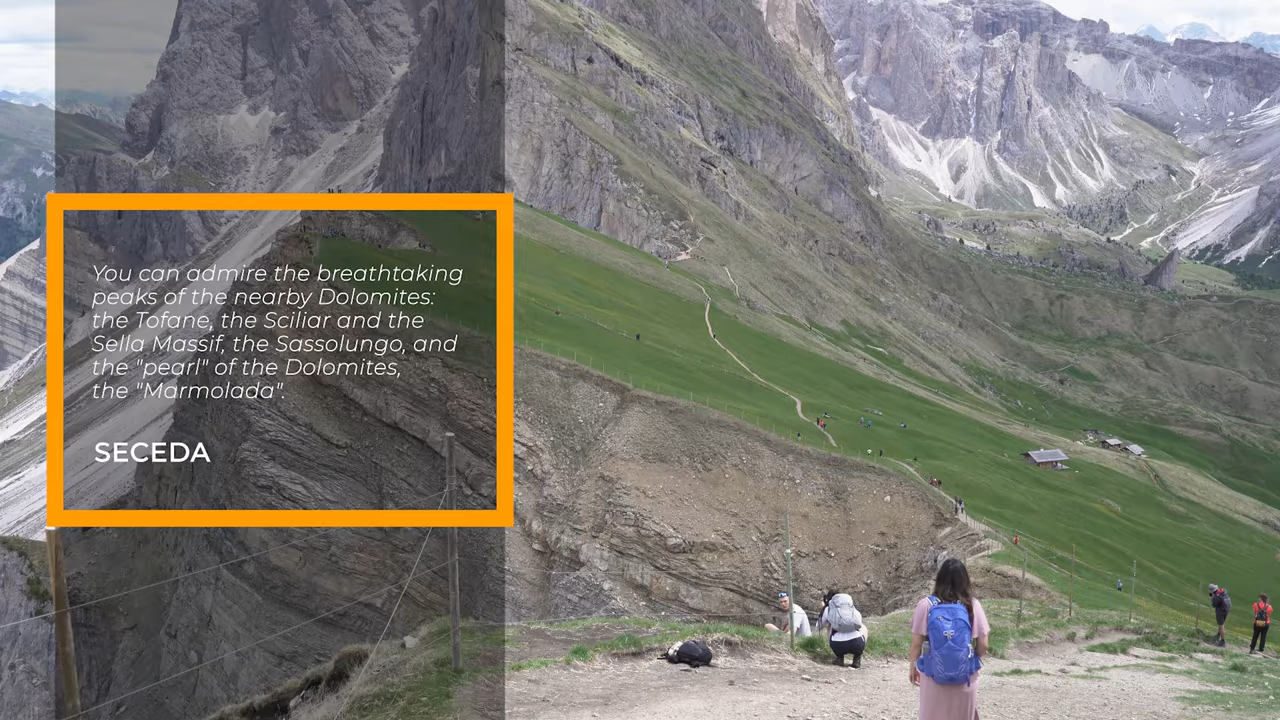 You can admire the breathtaking
peaks of the nearby Dolomites:
the Tofane, the Sciliar and the
Sella Massif, the Sassolungo, and
the "pearl" of the Dolomites,
the "Marmolada".
SECEDA